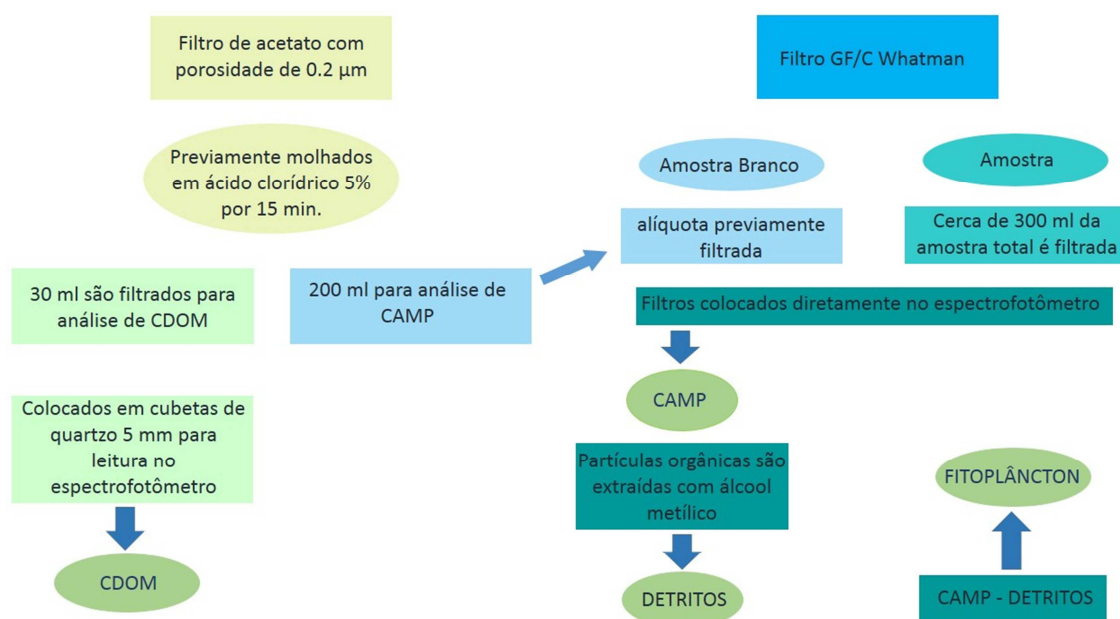 Filtro de acetato com
porosidade de 0.2 µm
Filtro GF/C Whatman
Previamente molhados
em ácido clorídrico 5%
por 15 min.
Amostra Branco
Amostra
alíquota previamente
filtrada
Cerca de 300 ml da
amostra total é filtrada
30 ml são filtrados para
análise de CDOM
200 ml para análise de
CAMP
Filtros colocados diretamente no espectrofotômetro
CAMP
Colocados em cubetas de
quartzo 5 mm para
leitura no
espectrofotômetro
Partículas orgânicas são
extraídas com álcool
metílico
FITOPLÂNCTON
CDOM
DETRITOS
CAMP - DETRITOS